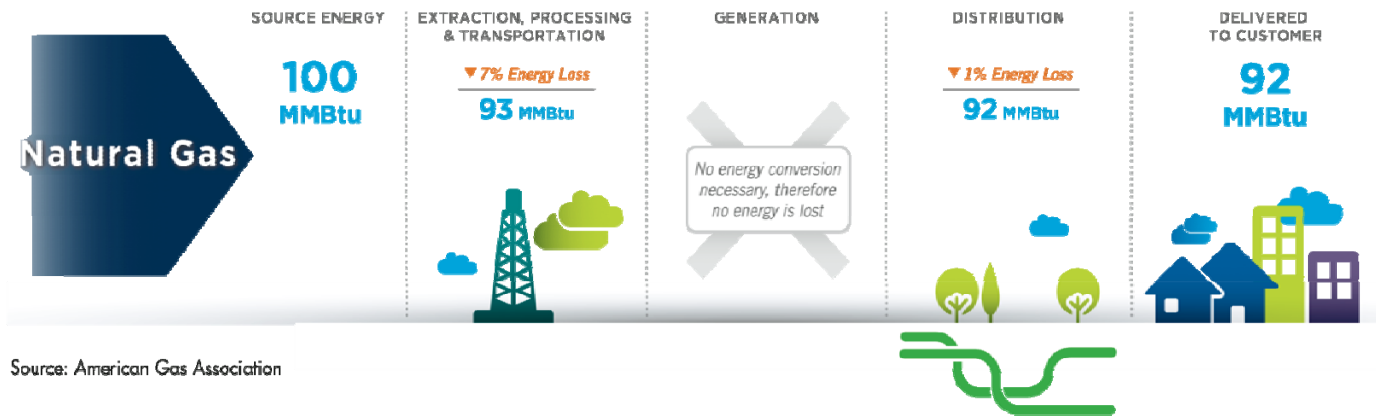 Natural Gas
SOURCE ENERGY
100
MMBtu
EXTRACTION, PROCESSING
& TRANSPORTATION
▼ 7% Energy Loss
93 MMBtu
GENERATION
No energy conversion
necessary, therefore
no energy is lost
DISTRIBUTION
▼ 1% Energy Loss
92 MMBtu
DELIVERED
TO CUSTOMER
92
MMBtu
Source: American Gas Association